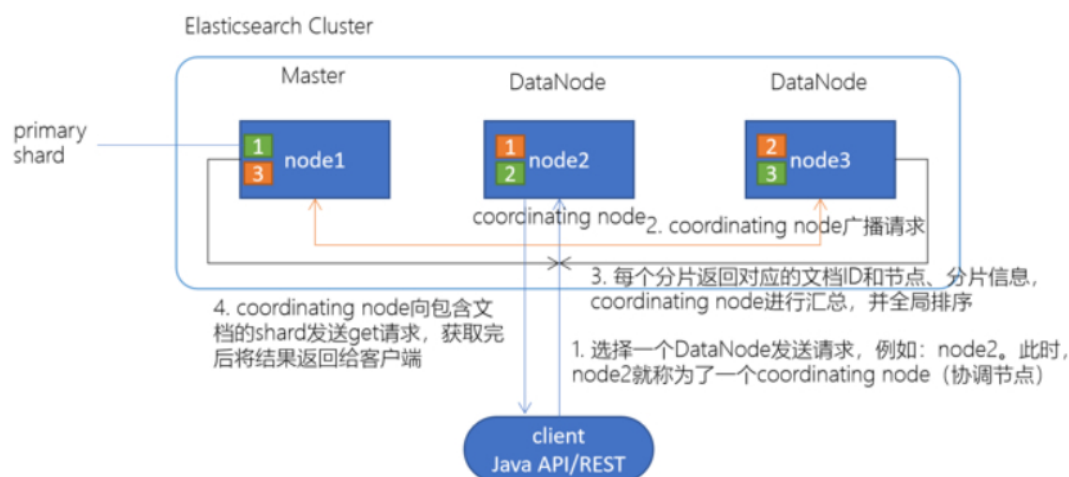 Elasticsearch Cluster
Master
DataNode
DataNode
primary
shard
1
3
node1
1
2
node2
2
3
node3
coordinating node
2. coordinating node广播请求
3. 每个分片返回对应的文档ID和节点、分片信息，
coordinating node进行汇总，并全局排序
4. coordinating node向包含文
档的shard发送get请求，获取完
后将结果返回给客户端
1. 选择一个DataNode发送请求，例如：node2。此时，
node2就称为了一个coordinating node（协调节点）
client
Java API/REST